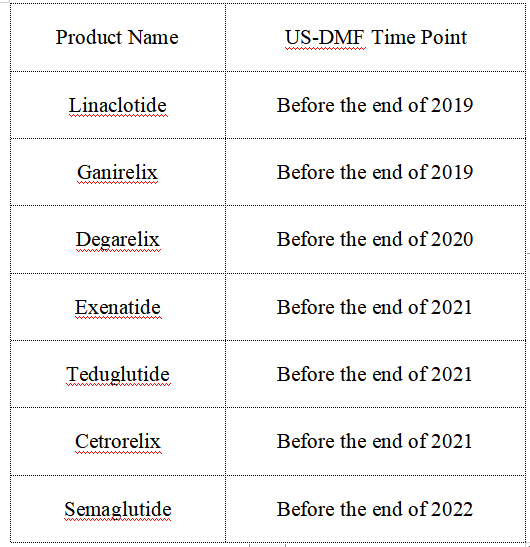 Product Name US-DMF Time Point
Linaclotide Before the end of 2019
Ganirelix Before the end of 2019
Degarelix Before the end of 2020
Exenatide Before the end of 2021
Teduglutide Before the end of 2021
Cetrorelix Before the end of 2021
Semaglutide Before the end of 2022